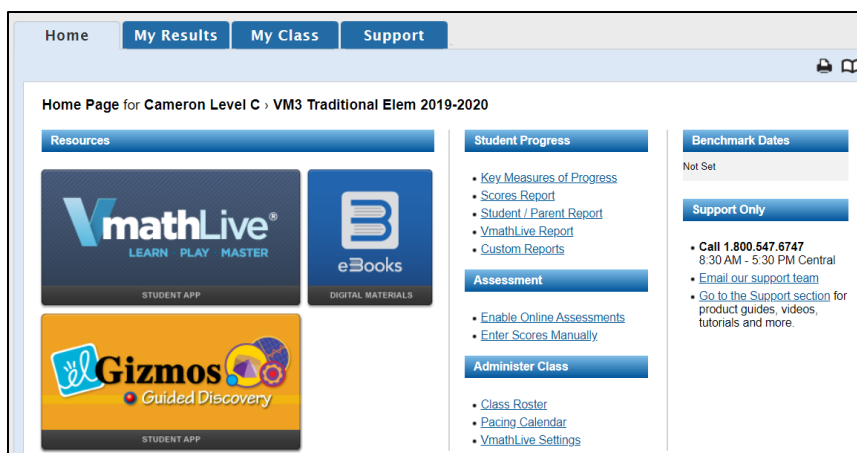 Home
My Results
My Class
Support
Home Page for Cameron Level C › VM3 Traditional Elem 2019-2020
Resources
VmathLive®
LEARN PLAY MASTER
STUDENT APP
eBooks
DIGITAL MATERIALS
el Gizmos
Guided Discovery
STUDENT APP
Student Progress
Key Measures of Progress
Scores Report
Student / Parent Report
VmathLive Report
Custom Reports
Assessment
Enable Online Assessments
Enter Scores Manually
Administer Class
Class Roster
Pacing Calendar
VmathLive Settings
Benchmark Dates
Not Set
Support Only
Call 1.800.547.6747
8:30 AM - 5:30 PM Central
Email our support team
Go to the Support section for
product guides, videos,
tutorials and more.